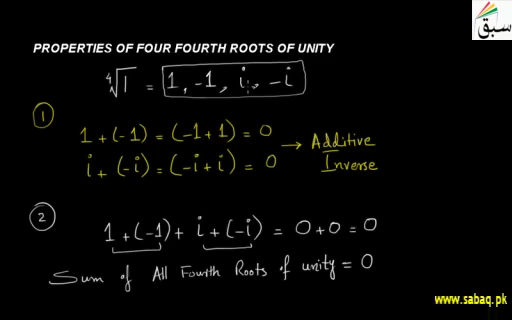 سبق
PROPERTIES OF FOUR FOURTH ROOTS OF UNITY
∜1 = 1, -1, i, -i
1
1 + (-1) = (-1 + 1) = 0
i + (-i) = (-i + i) = 0
→ Additive
Inverse
2
1 + (-1) + i + (-i) = 0 + 0 = 0
Sum of All Fourth Roots of unity = 0
www.sabaq.pk